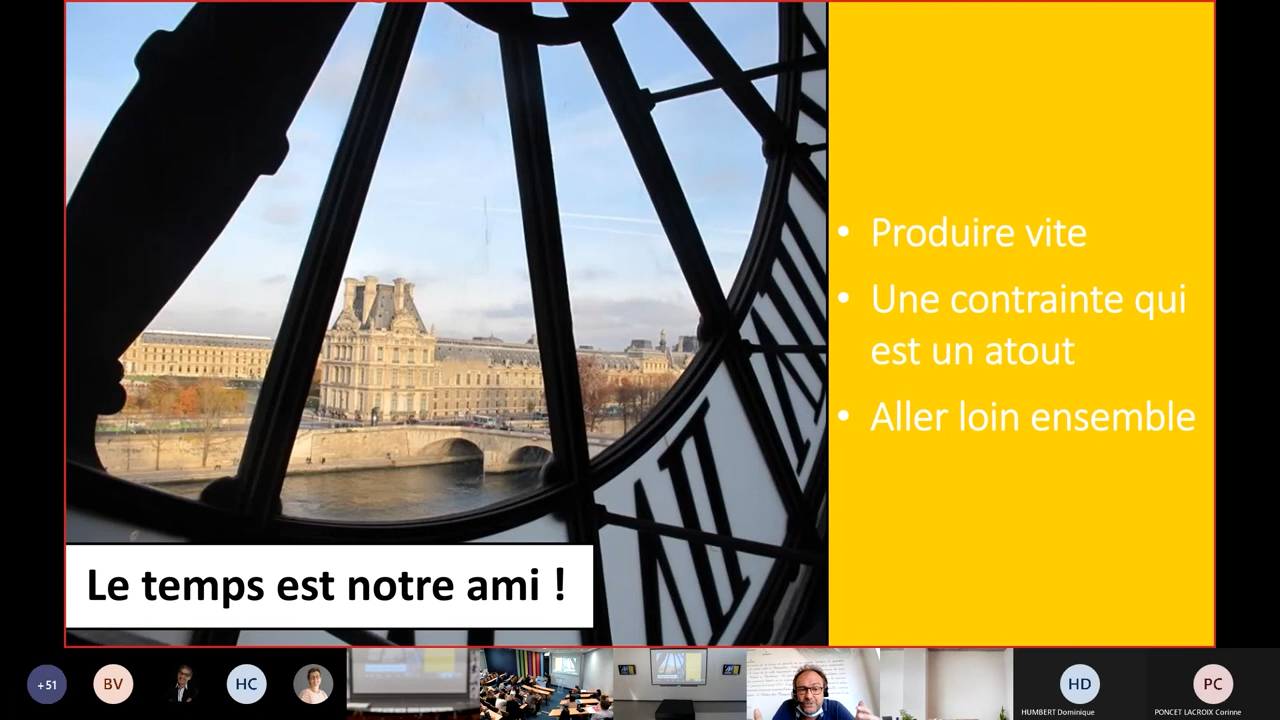 • Produire vite
• Une contrainte qui
est un atout
• Aller loin ensemble
Le temps est notre ami !
+51
BV
HC
HD
PC
HUMBERT Dominique
PONCET LACROIX Corinne